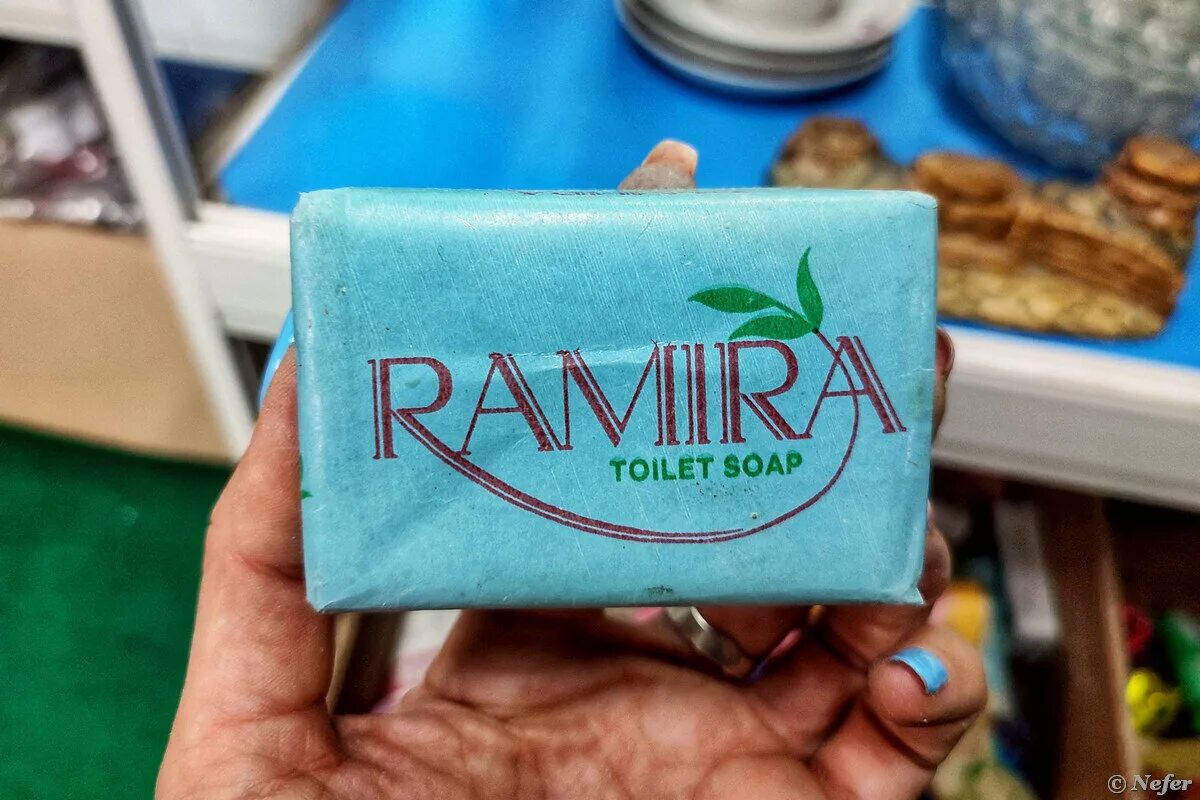 RAMIRA
TOILET SOAP
© Nefer